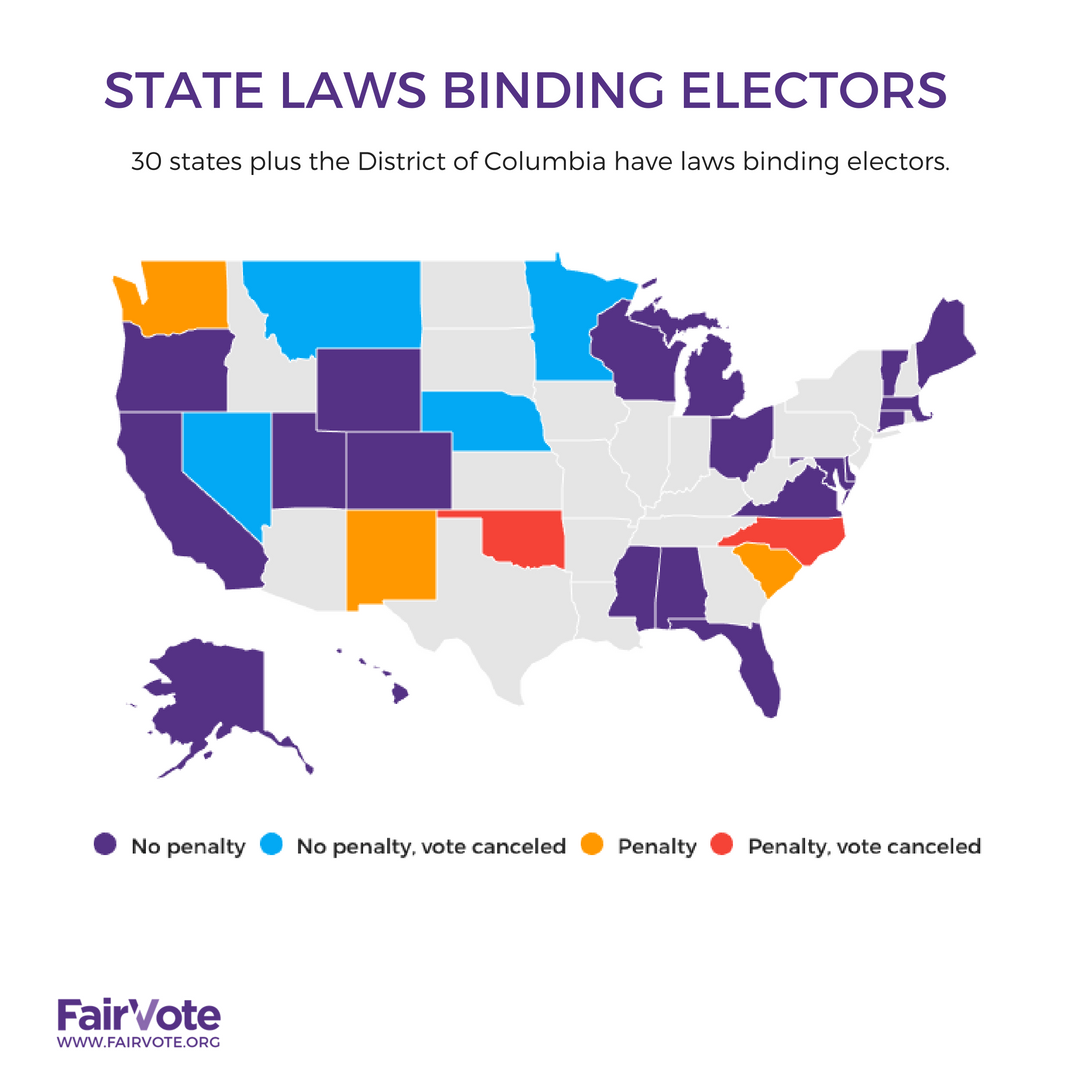 STATE LAWS BINDING ELECTORS
30 states plus the District of Columbia have laws binding electors.
No penalty No penalty, vote canceled Penalty Penalty, vote canceled
FairVote
WWW.FAIRVOTE.ORG